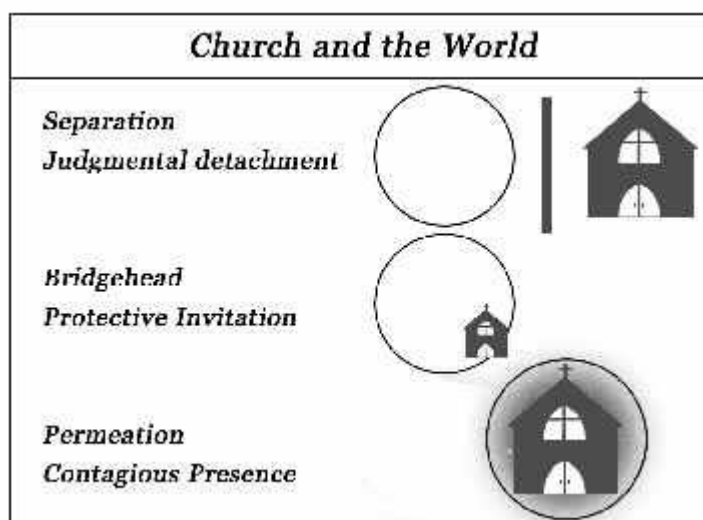 Church and the World
Separation
Judgmental detachment
Bridgehead
Protective Invitation
Permeation
Contagious Presence